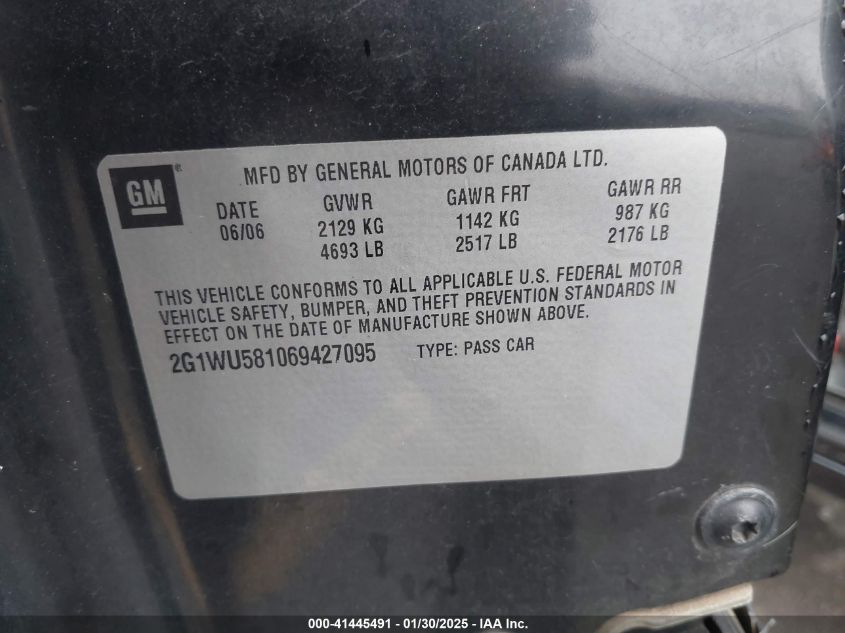 GM®
MFD BY GENERAL MOTORS OF CANADA LTD.
DATE GVWR GAWR FRT GAWR RR
06/06 2129 KG 1142 KG 987 KG
4693 LB 2517 LB 2176 LB
THIS VEHICLE CONFORMS TO ALL APPLICABLE U.S. FEDERAL MOTOR
VEHICLE SAFETY, BUMPER, AND THEFT PREVENTION STANDARDS IN
EFFECT ON THE DATE OF MANUFACTURE SHOWN ABOVE.
2G1WU581069427095 TYPE: PASS CAR
000-41445491 - 01/30/2025 - IAA Inc.